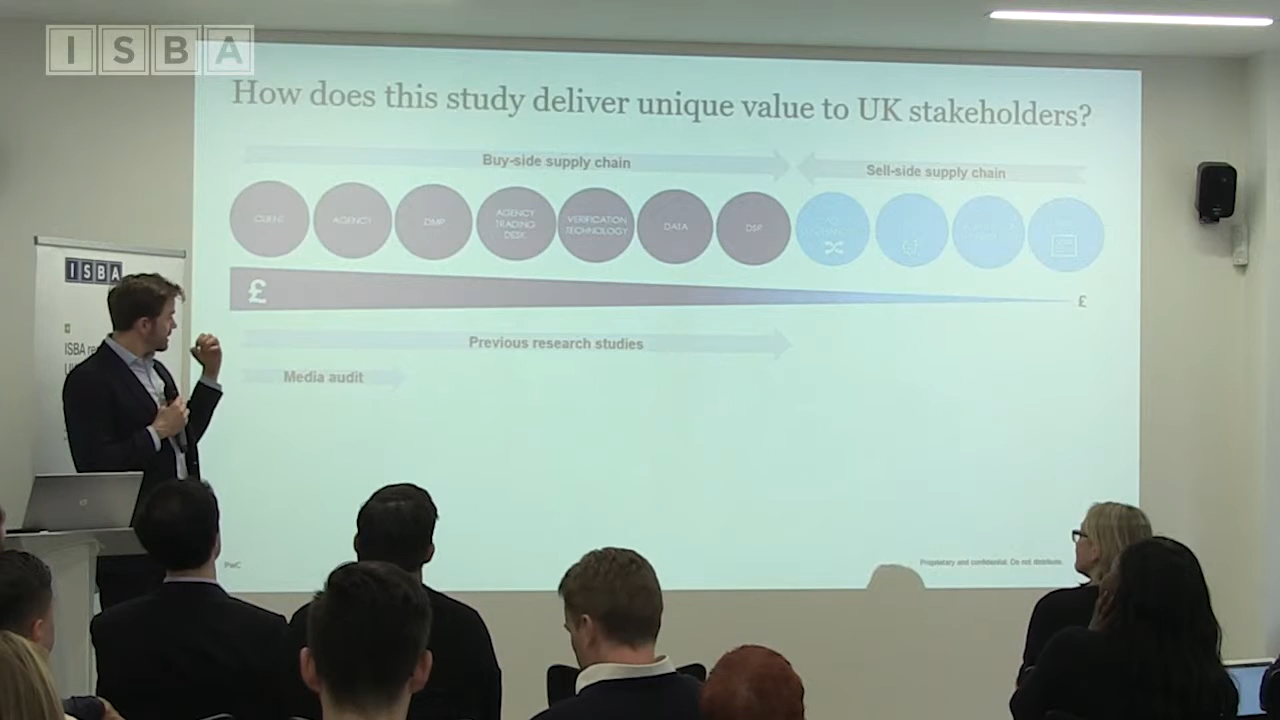 ISBA
How does this study deliver unique value to UK stakeholders?
Buy-side supply chain
Sell-side supply chain
CLIENT
AGENCY
DMP
AGENCY
TRADING
DESK
VERIFICATION
TECHNOLOGY
DATA
DSP
£
£
Previous research studies
Media audit
PwC
Proprietary and confidential. Do not distribute.
ISBA
ISBA